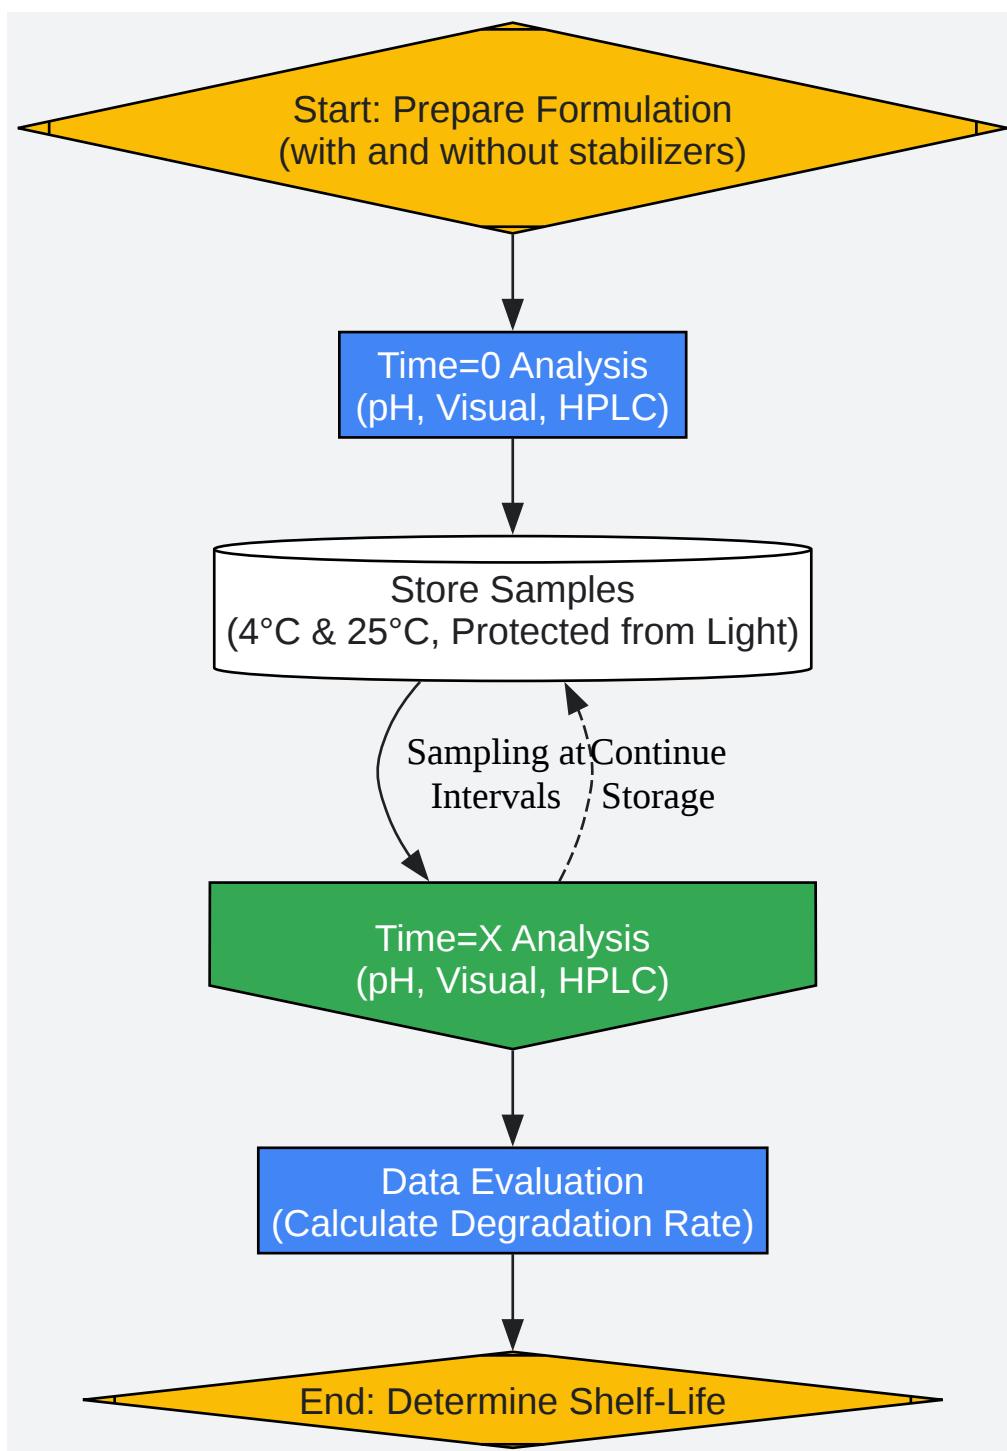 Start: Prepare Formulation
(with and without stabilizers)
Time=0 Analysis
(pH, Visual, HPLC)
Store Samples
(4°C & 25°C, Protected from Light)
Sampling at
Intervals
Continue
Storage
Time=X Analysis
(pH, Visual, HPLC)
Data Evaluation
(Calculate Degradation Rate)
End: Determine Shelf-Life